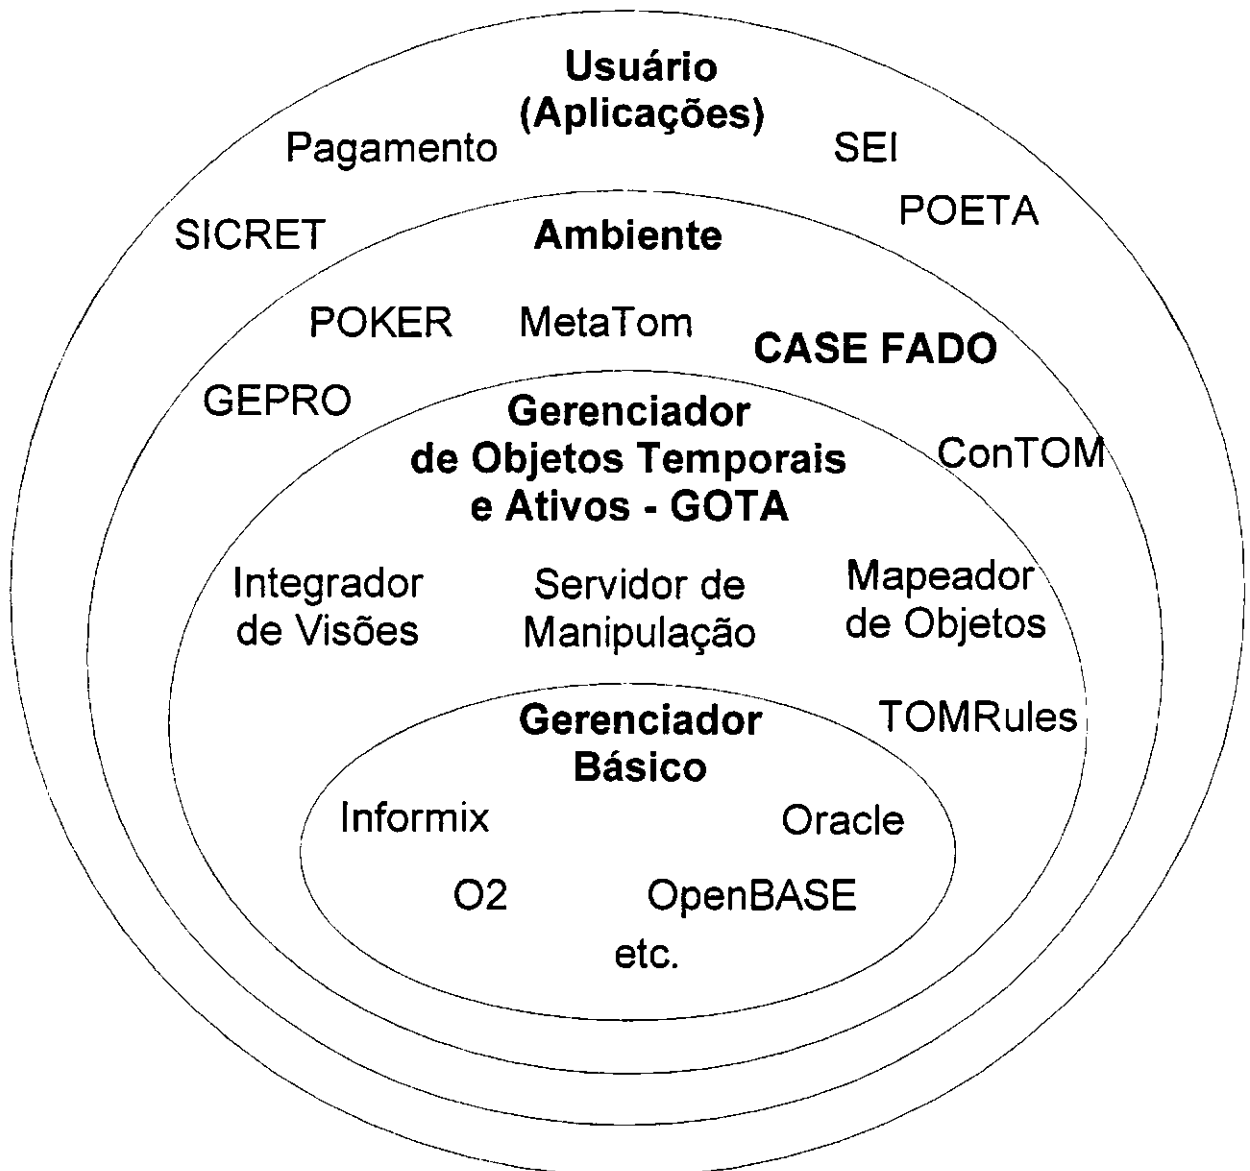 Usuário
(Aplicações)
Pagamento
SEI
POETA
SICRET
Ambiente
POKER
MetaTom
CASE FADO
GEPRO
Gerenciador
de Objetos Temporais
e Ativos - GOTA
ConTOM
Integrador
de Visões
Servidor de
Manipulação
Mapeador
de Objetos
TOMRules
Gerenciador
Básico
Informix
Oracle
O2
OpenBASE
etc.